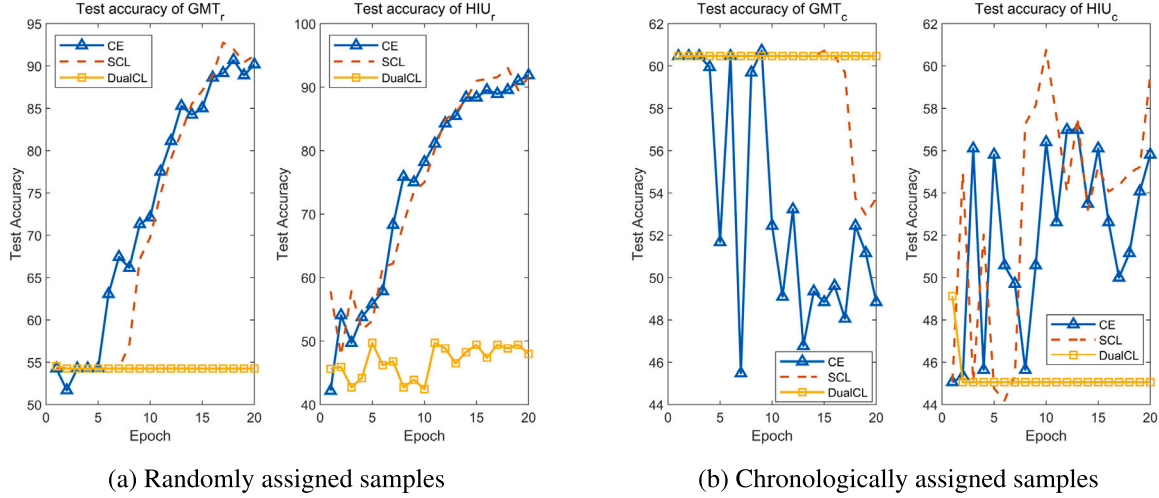 Test accuracy of GMT_r
Test Accuracy
95
90
85
80
75
70
65
60
55
50
0 5 10 15 20
Epoch
CE
SCL
DualCL
Test accuracy of HIU_r
Test Accuracy
100
90
80
70
60
50
40
0 5 10 15 20
Epoch
CE
SCL
DualCL
(a) Randomly assigned samples
Test accuracy of GMT_c
Test Accuracy
62
60
58
56
54
52
50
48
46
44
0 5 10 15 20
Epoch
CE
SCL
DualCL
Test accuracy of HIU_c
Test Accuracy
62
60
58
56
54
52
50
48
46
44
0 5 10 15 20
Epoch
CE
SCL
DualCL
(b) Chronologically assigned samples